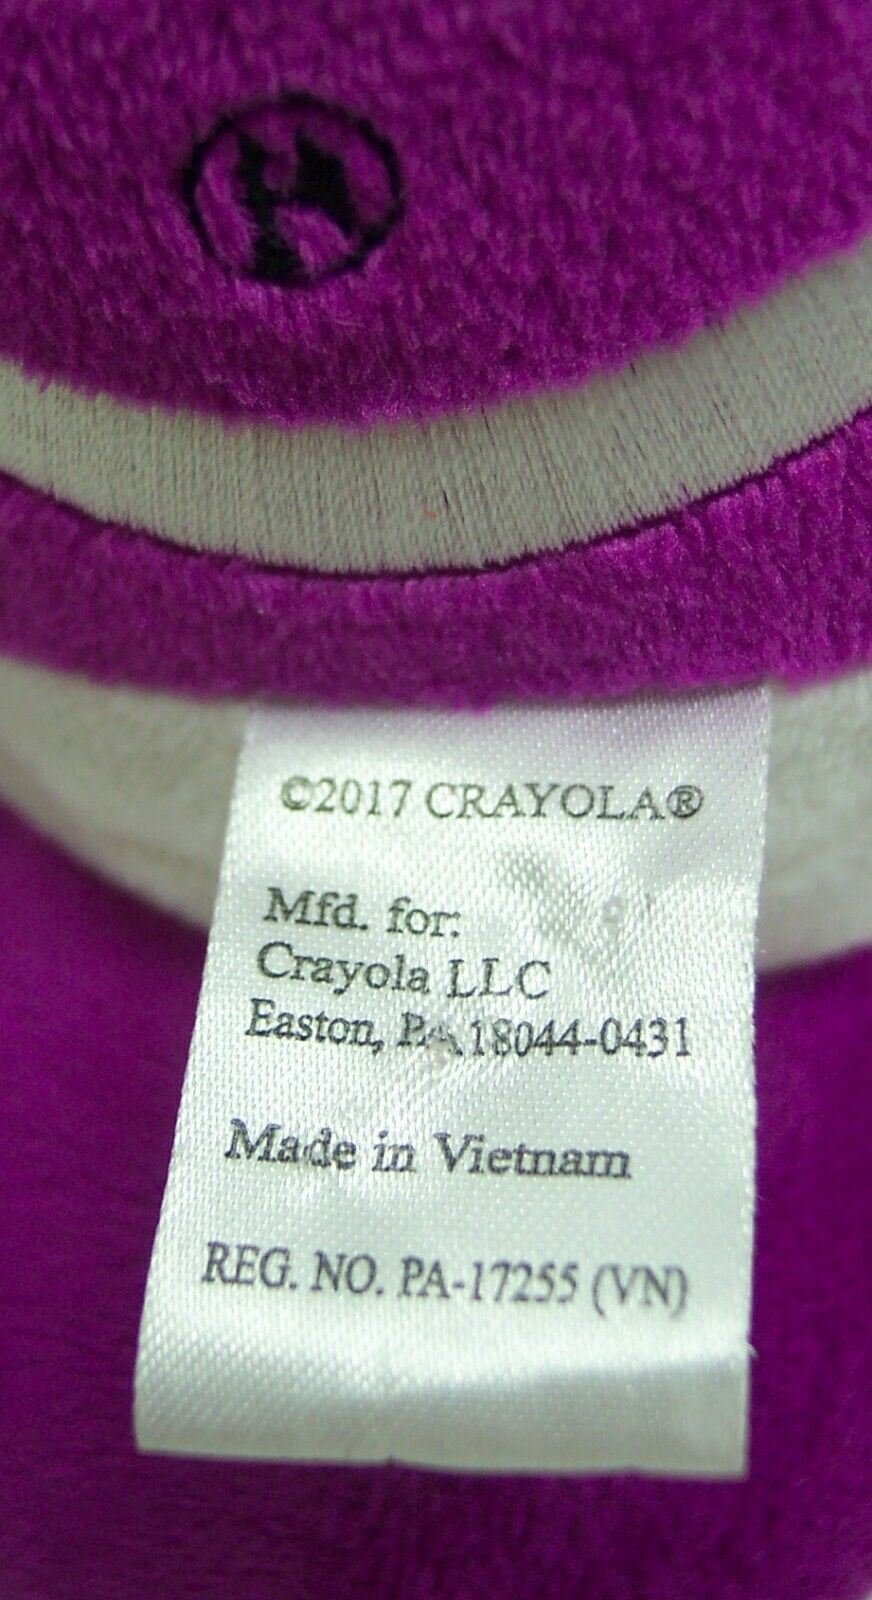 ©2017 CRAYOLA®
Mfd. for:
Crayola LLC
Easton, PA 18044-0431
Made in Vietnam
REG. NO. PA-17255 (VN)